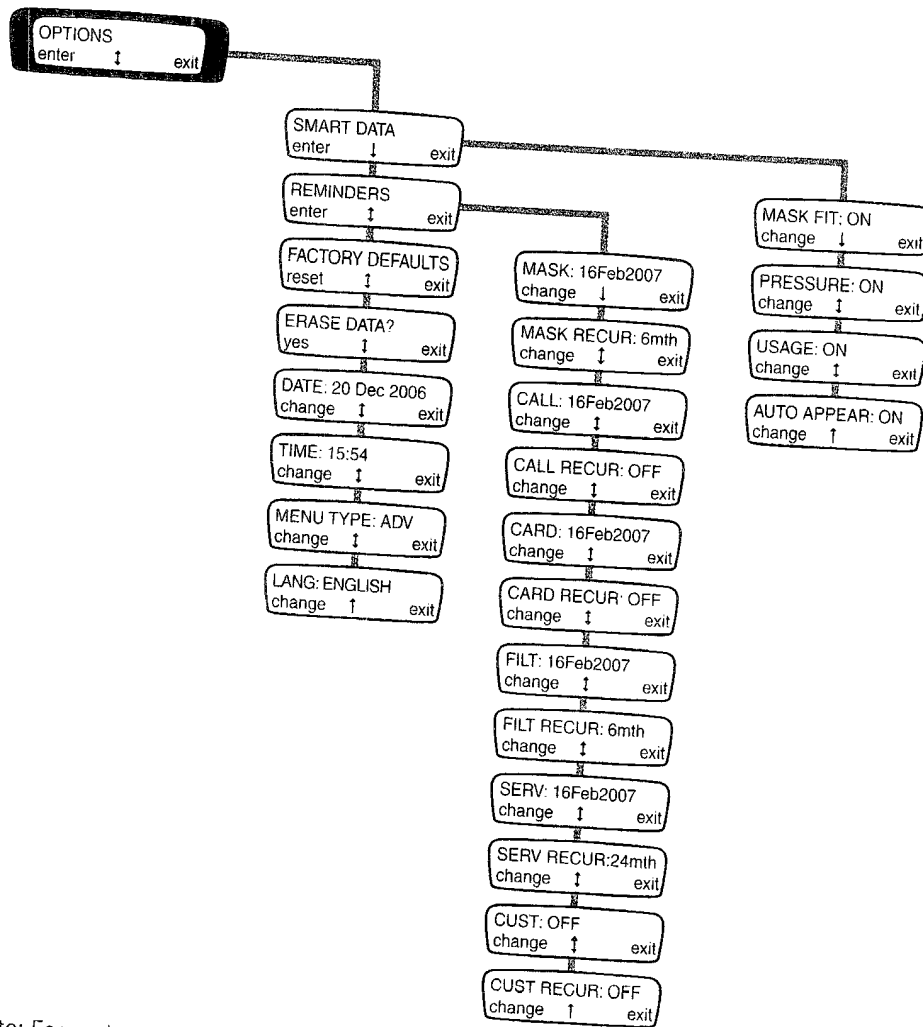 OPTIONS
enter ↕ exit
SMART DATA
enter ↓ exit
REMINDERS
enter ↕ exit
FACTORY DEFAULTS
reset ↕ exit
ERASE DATA?
yes ↕ exit
DATE: 20 Dec 2006
change ↕ exit
TIME: 15:54
change ↕ exit
MENU TYPE: ADV
change ↕ exit
LANG: ENGLISH
change ↑ exit
MASK: 16Feb2007
change ↓ exit
MASK RECUR: 6mth
change ↕ exit
CALL: 16Feb2007
change ↕ exit
CALL RECUR: OFF
change ↕ exit
CARD: 16Feb2007
change ↕ exit
CARD RECUR: OFF
change ↕ exit
FILT: 16Feb2007
change ↕ exit
FILT RECUR: 6mth
change ↕ exit
SERV: 16Feb2007
change ↕ exit
SERV RECUR:24mth
change ↕ exit
CUST: OFF
change ↕ exit
CUST RECUR: OFF
change ↑ exit
MASK FIT: ON
change ↓ exit
PRESSURE: ON
change ↕ exit
USAGE: ON
change ↕ exit
AUTO APPEAR: ON
change ↑ exit